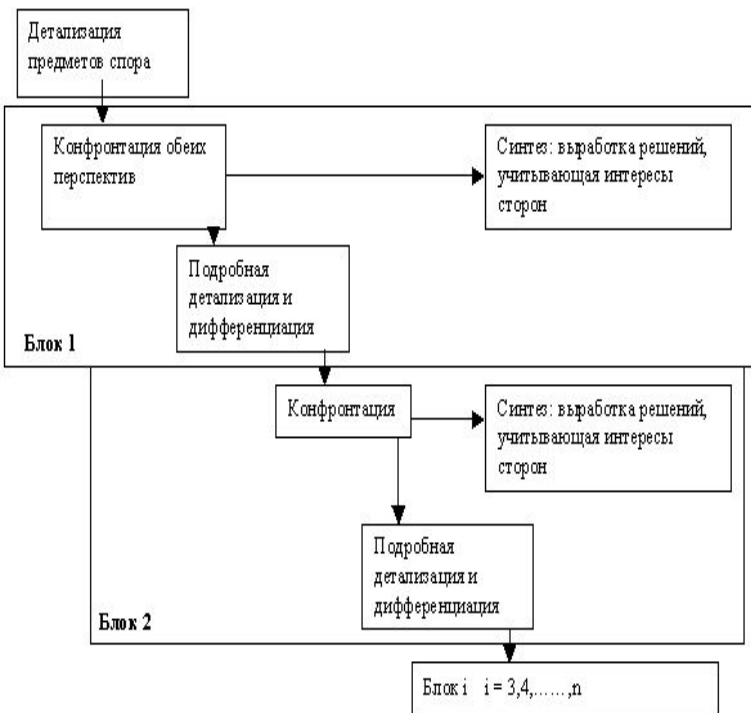 Детализация
предметов спора
Конфронтация обеих
перспектив
Синтез: выработка решений,
учитывающая интересы
сторон
Подробная
детализация и
дифференциация
Блок 1
Конфронтация
Синтез: выработка решений,
учитывающая интересы
сторон
Подробная
детализация и
дифференциация
Блок 2
Блок i i = 3,4,……,n